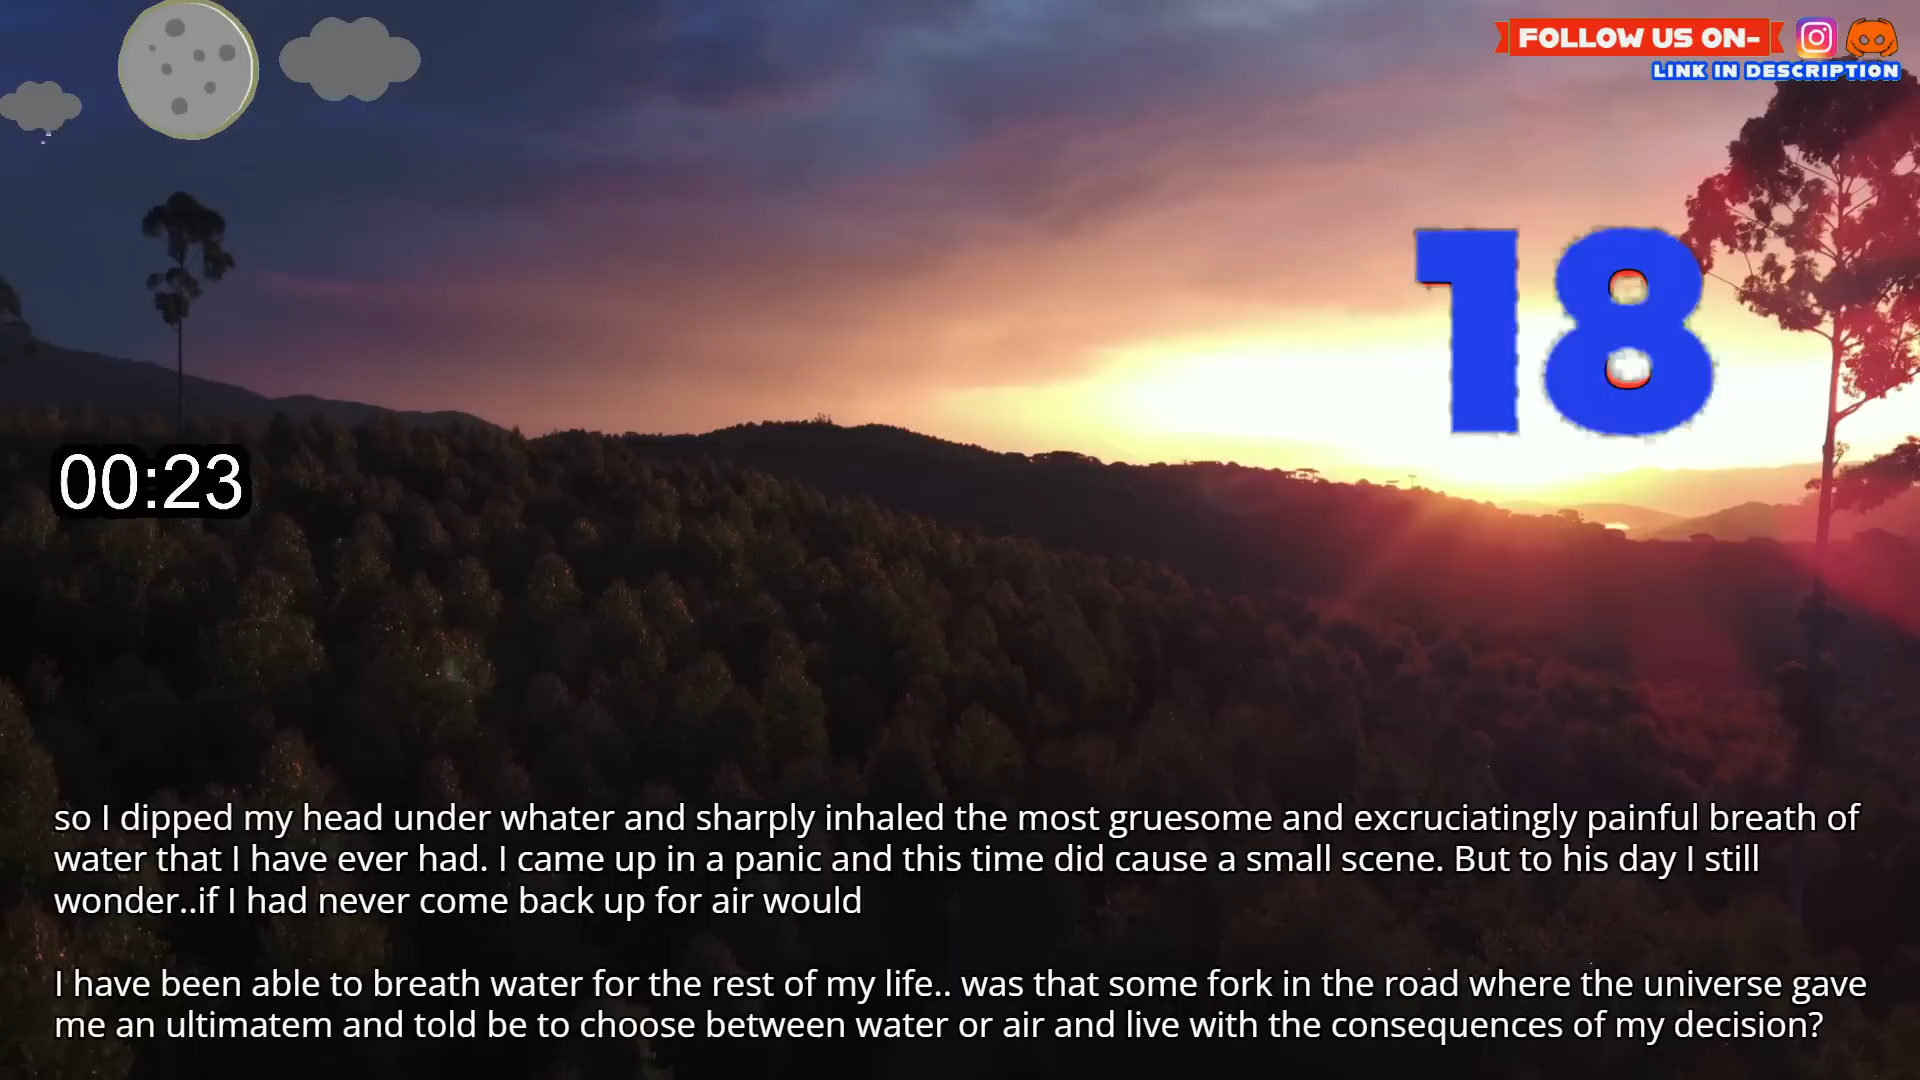 FOLLOW US ON-
LINK IN DESCRIPTION
18
00:23
so I dipped my head under whater and sharply inhaled the most gruesome and excruciatingly painful breath of
water that I have ever had. I came up in a panic and this time did cause a small scene. But to his day I still
wonder..if I had never come back up for air would
I have been able to breath water for the rest of my life.. was that some fork in the road where the universe gave
me an ultimatem and told be to choose between water or air and live with the consequences of my decision?